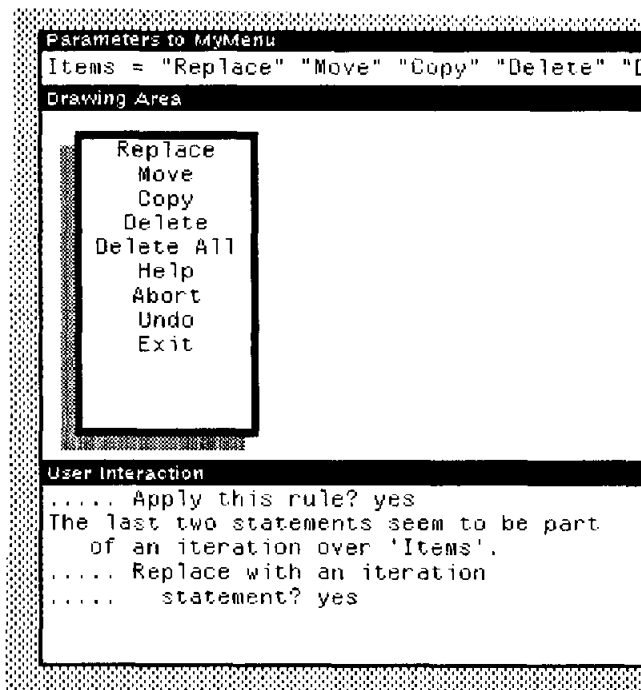 Parameters to MyMenu
Items = "Replace" "Move" "Copy" "Delete" "D
Drawing Area
Replace
Move
Copy
Delete
Delete All
Help
Abort
Undo
Exit
User Interaction
..... Apply this rule? yes
The last two statements seem to be part
of an iteration over 'Items'.
..... Replace with an iteration
..... statement? yes